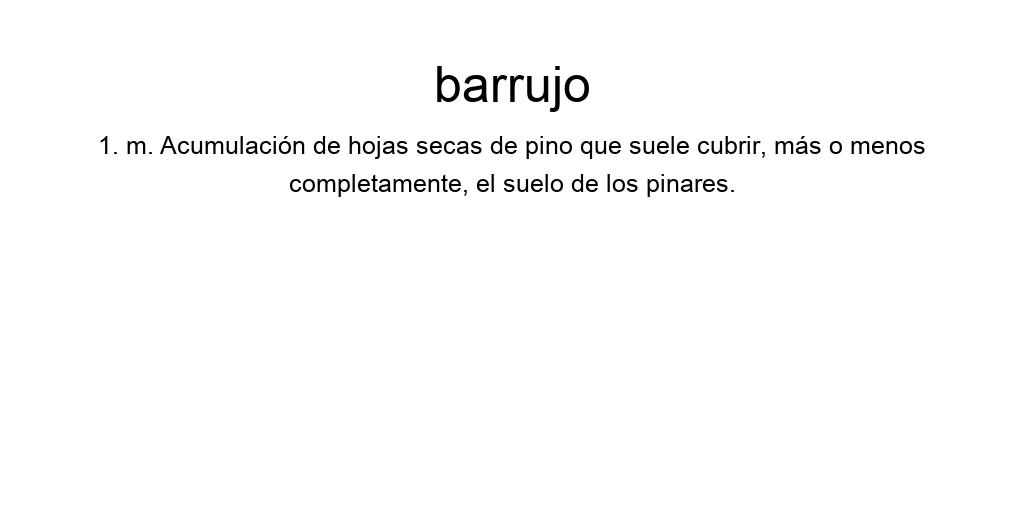 barrujo
1. m. Acumulación de hojas secas de pino que suele cubrir, más o menos
completamente, el suelo de los pinares.